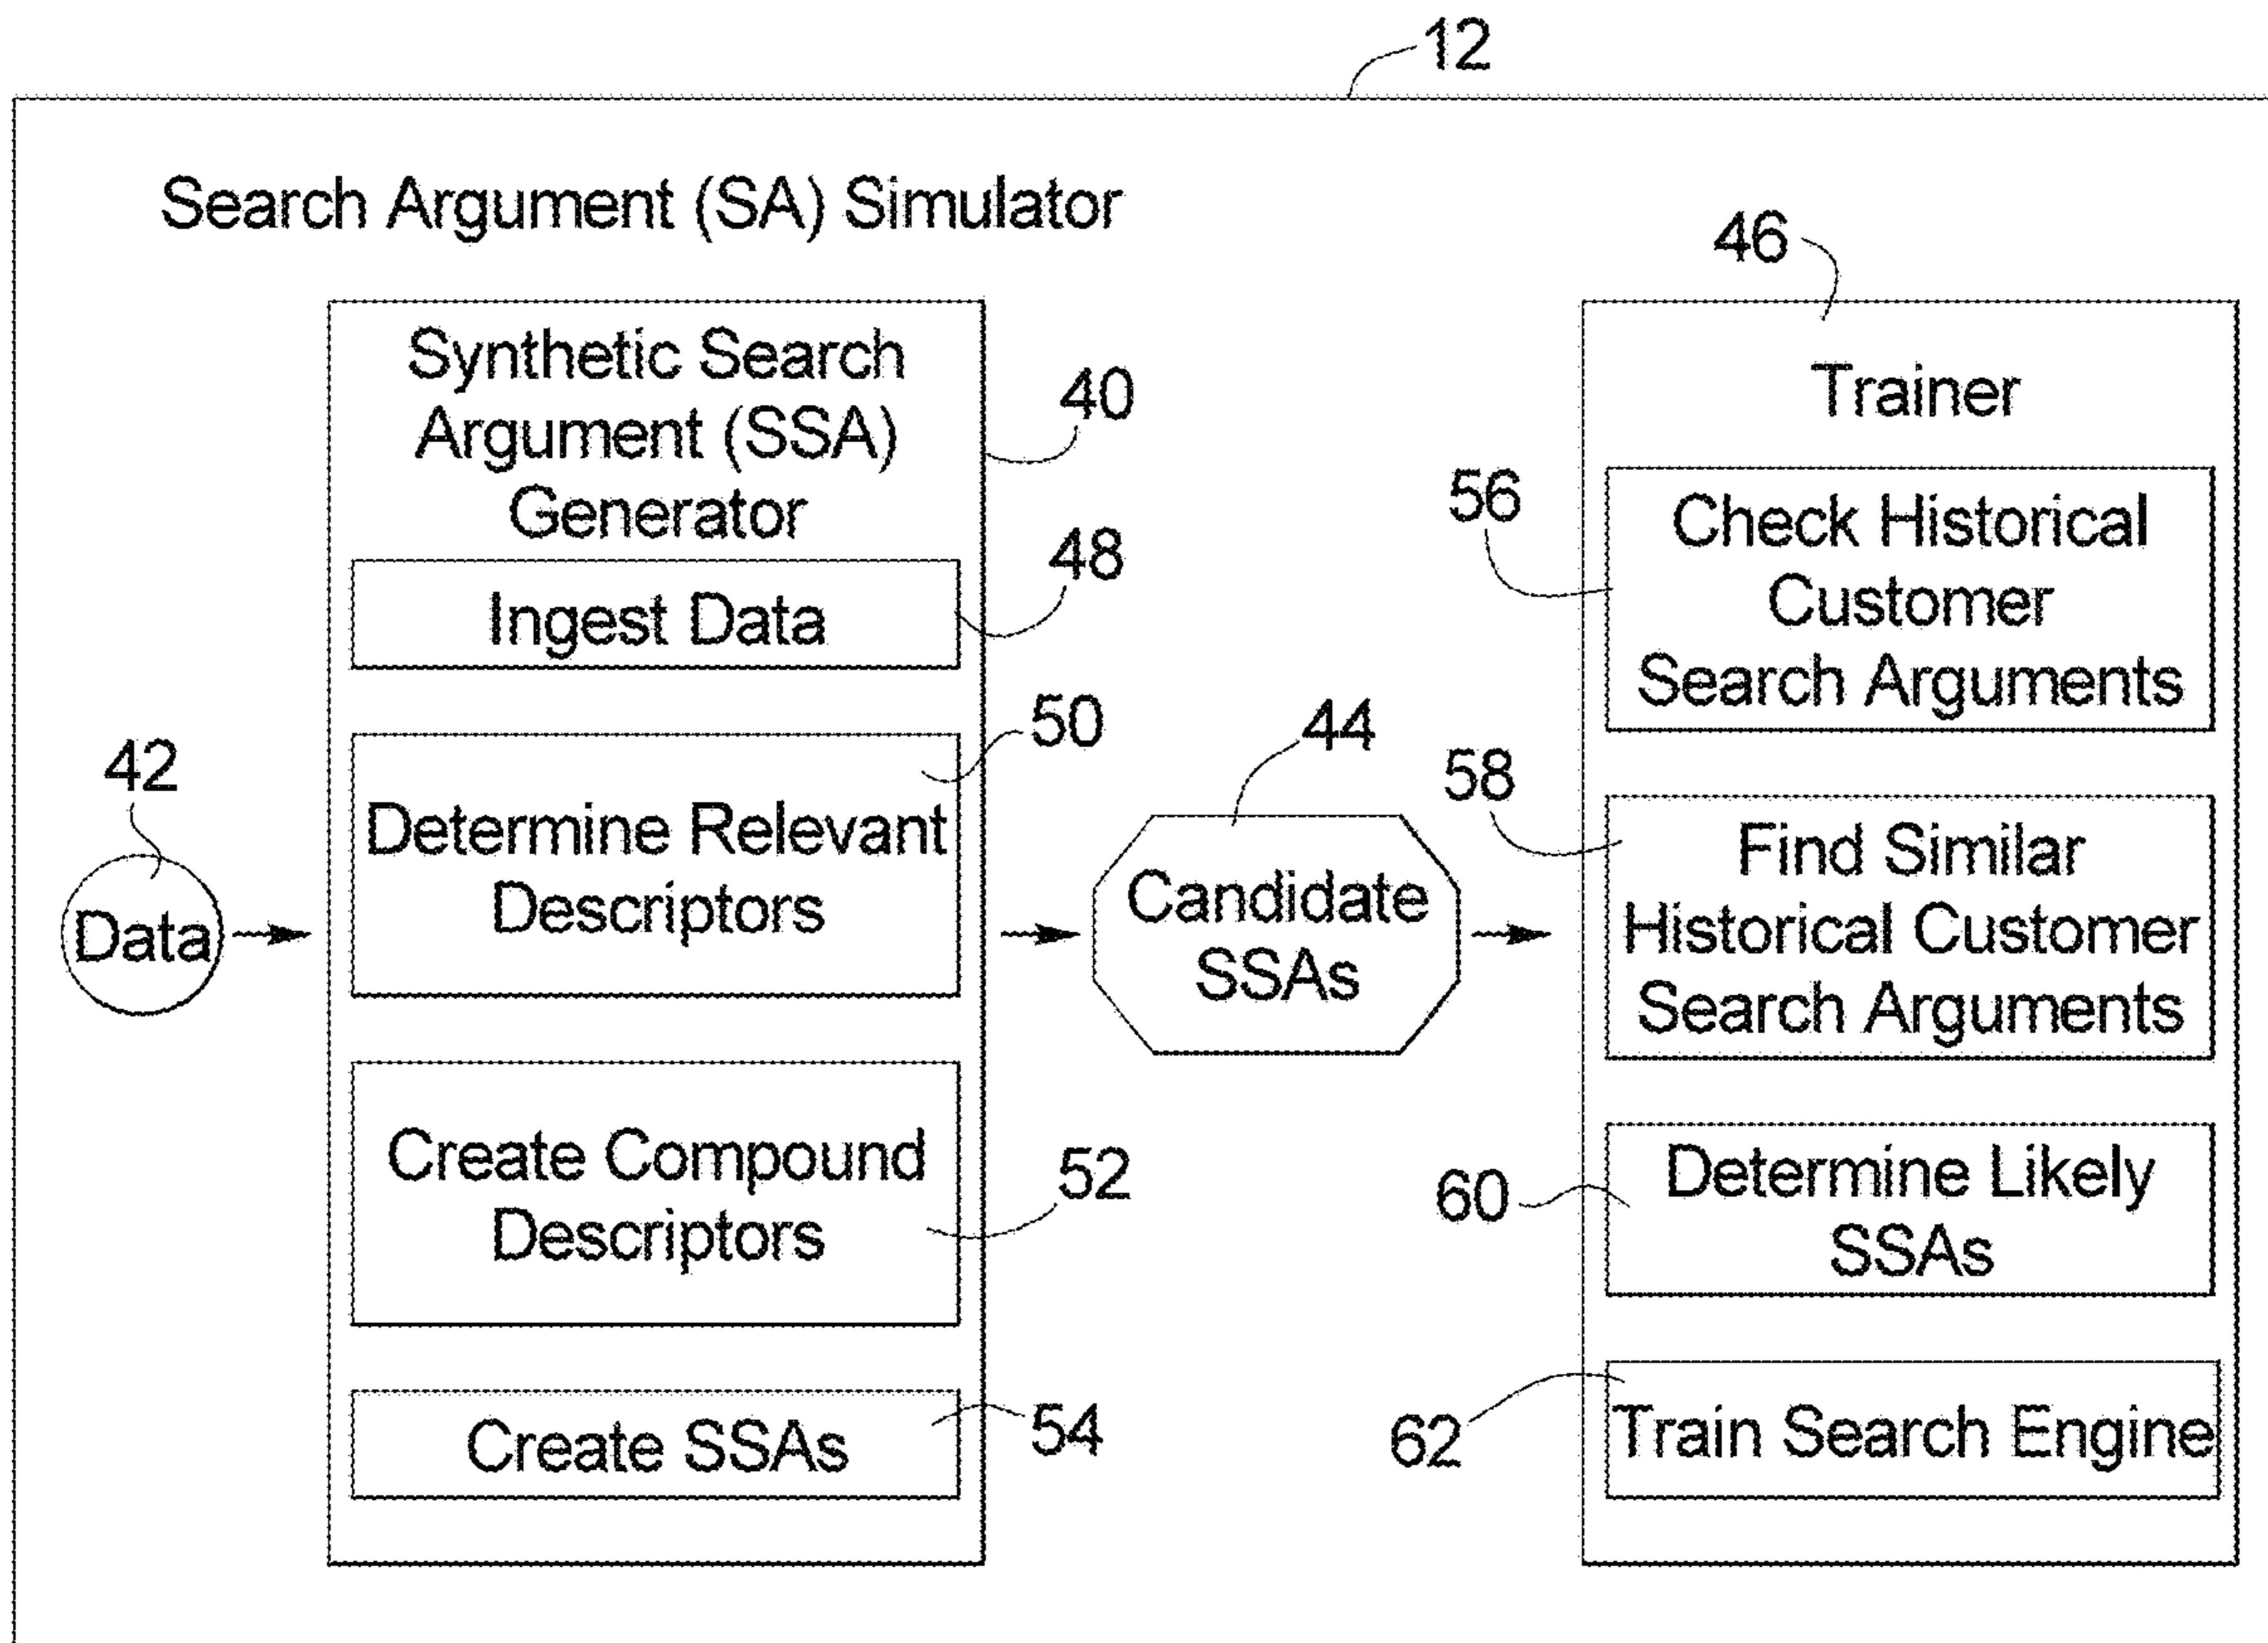 12
Search Argument (SA) Simulator
46
Synthetic Search
Argument (SSA)
Generator
40
48
Ingest Data
50
Determine Relevant
Descriptors
42
Data
Create Compound
Descriptors
52
Create SSAs
54
44
Candidate
SSAs
Trainer
56
Check Historical
Customer
Search Arguments
58
Find Similar
Historical Customer
Search Arguments
60
Determine Likely
SSAs
62
Train Search Engine